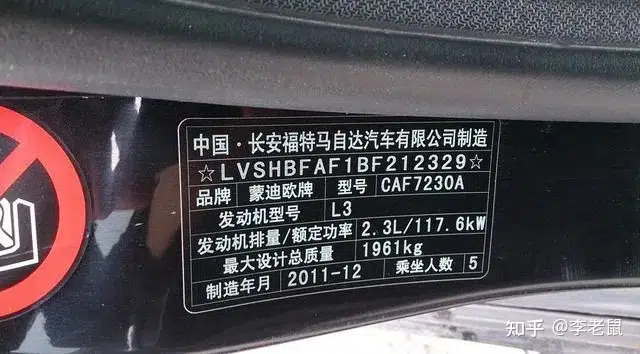 中国·长安福特马自达汽车有限公司制造
☆LVSHBFAF1BF212329☆
品牌 蒙迪欧牌 型号 CAF7230A
发动机型号 L3
发动机排量/额定功率 2.3L/117.6kW
最大设计总质量 1961kg
制造年月 2011-12 乘坐人数 5
知乎 @李老鼠